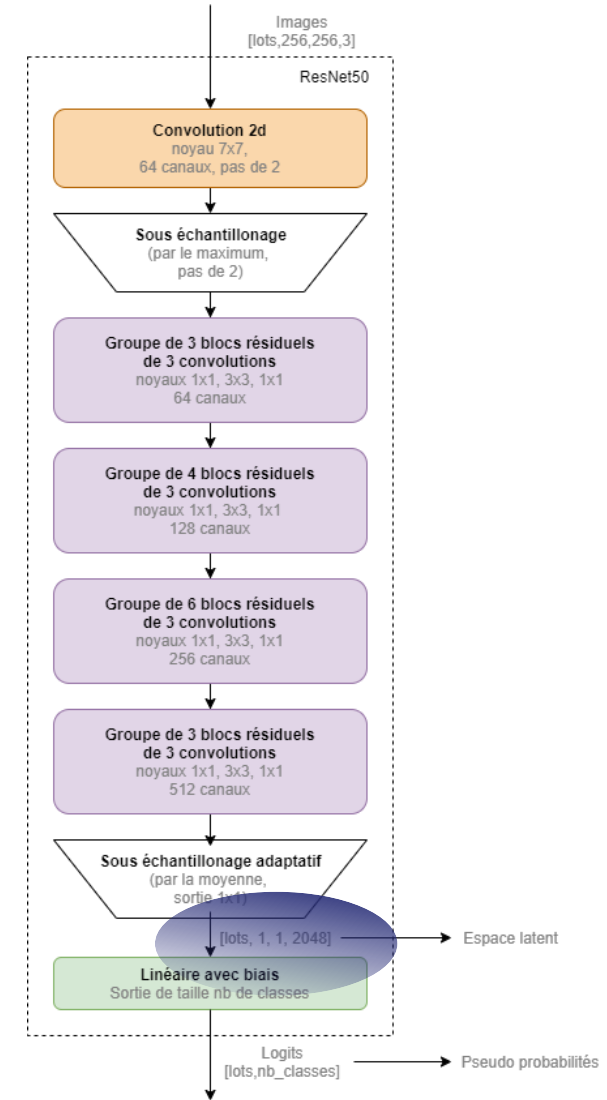 Images
[lots,256,256,3]
ResNet50
Convolution 2d
noyau 7x7,
64 canaux, pas de 2
Sous échantillonage
(par le maximum,
pas de 2)
Groupe de 3 blocs résiduels
de 3 convolutions
noyaux 1x1, 3x3, 1x1
64 canaux
Groupe de 4 blocs résiduels
de 3 convolutions
noyaux 1x1, 3x3, 1x1
128 canaux
Groupe de 6 blocs résiduels
de 3 convolutions
noyaux 1x1, 3x3, 1x1
256 canaux
Groupe de 3 blocs résiduels
de 3 convolutions
noyaux 1x1, 3x3, 1x1
512 canaux
Sous échantillonage adaptatif
(par la moyenne,
sortie 1x1)
[lots, 1, 1, 2048]
Espace latent
Linéaire avec biais
Sortie de taille nb de classes
Logits
[lots,nb_classes]
Pseudo probabilités